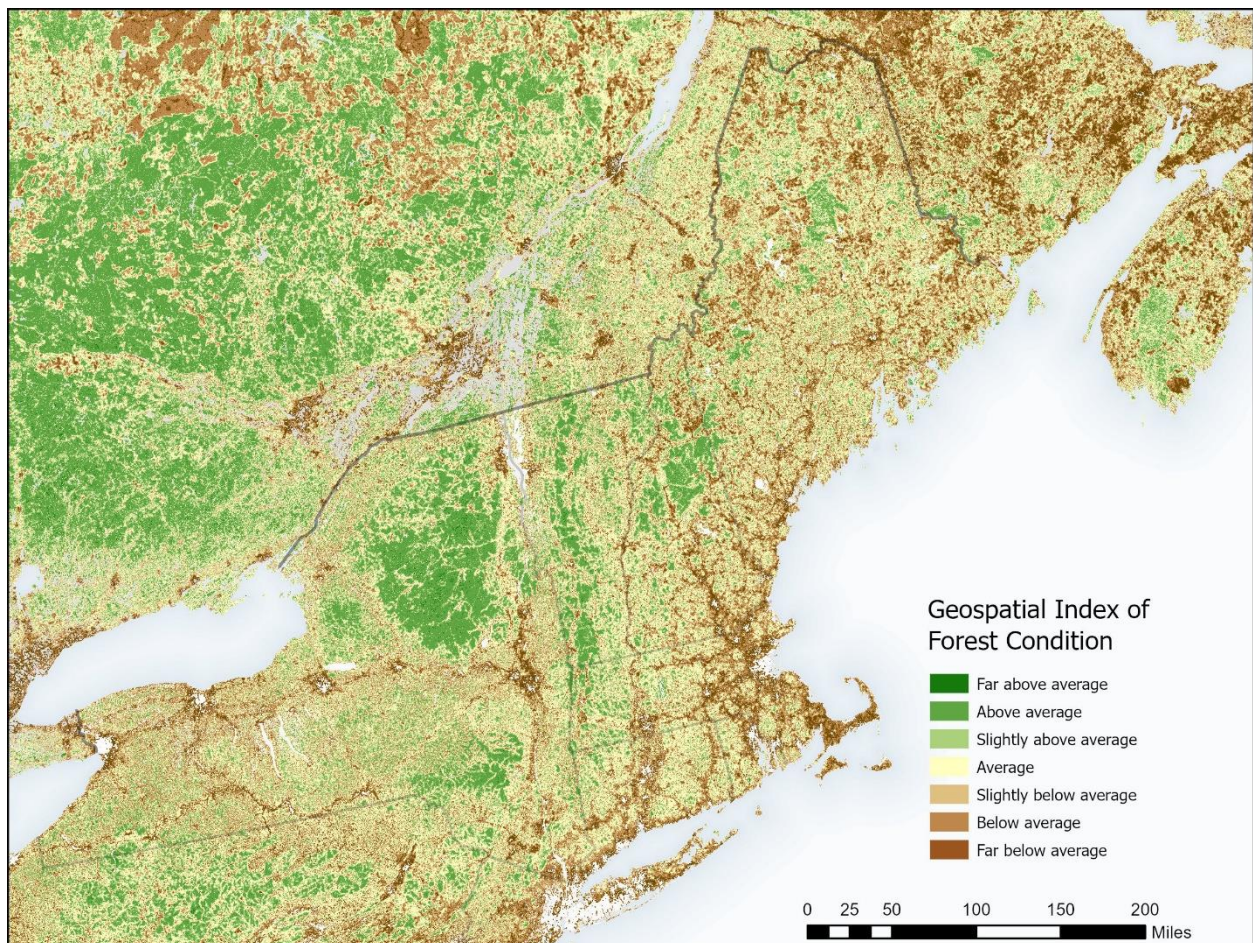 Geospatial Index of
Forest Condition
Far above average
Above average
Slightly above average
Average
Slightly below average
Below average
Far below average
0 25 50 100 150 200
Miles